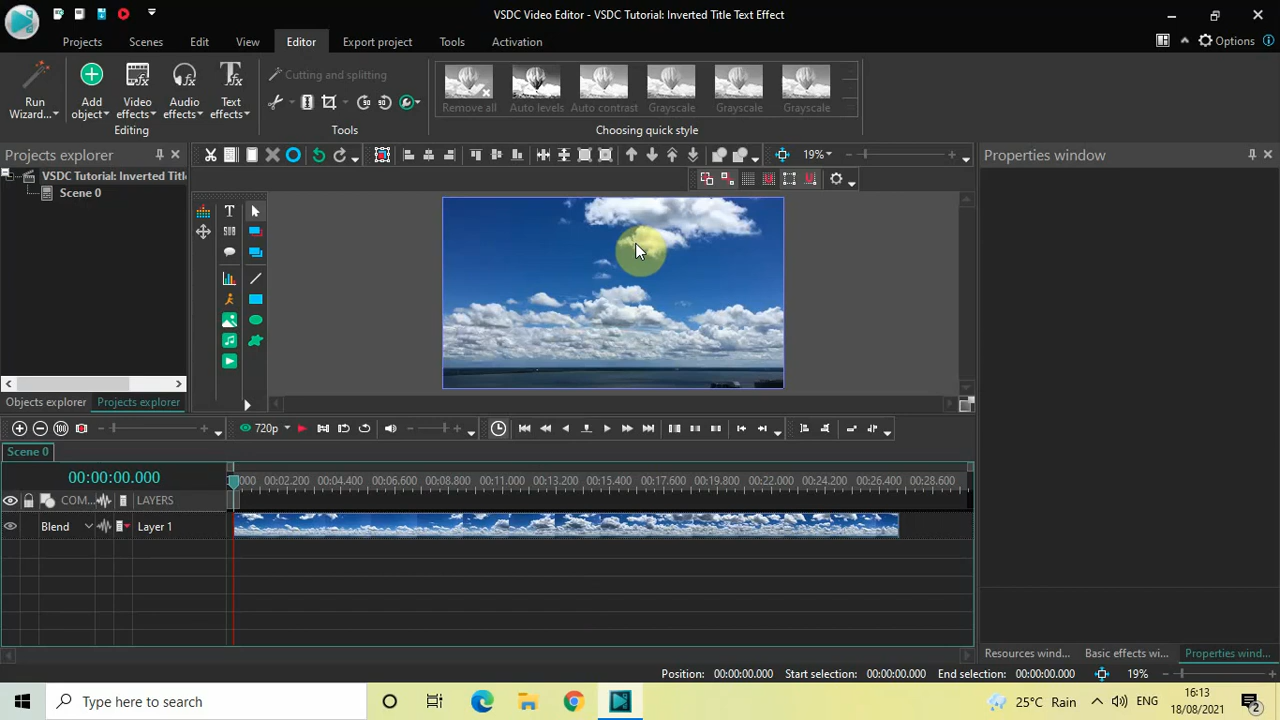 VSDC Video Editor - VSDC Tutorial: Inverted Title Text Effect
Projects Scenes Edit View Editor Export project Tools Activation
Options
Run Wizard...
Add object
Video effects
Audio effects
Text effects
Editing
Cutting and splitting
Tools
Remove all Auto levels Auto contrast Grayscale Grayscale Grayscale
Choosing quick style
Projects explorer
19%
Properties window
VSDC Tutorial: Inverted Titl
Scene 0
Objects explorer Projects explorer
720p
Scene 0
00:00:00.000
000 00:02.200 00:04.400 00:06.600 00:08.800 00:11.000 00:13.200 00:15.400 00:17.600 00:19.800 00:22.000 00:24.200 00:26.400 00:28.600
COM... LAYERS
Blend Layer 1
Resources wind... Basic effects wi... Properties wind...
Position: 00:00:00.000 Start selection: 00:00:00.000 End selection: 00:00:00.000 19%
Type here to search
25°C Rain
ENG
16:13
18/08/2021
2